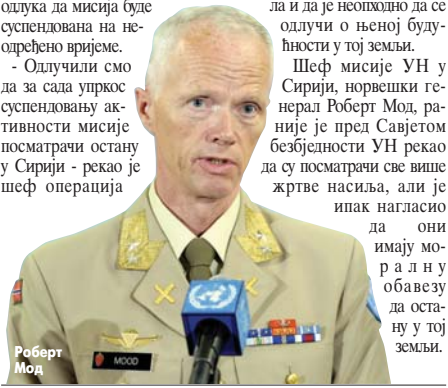 одлука да мисија буде
суспендована на не-
одређено вријеме.
- Одлучили смо
да за сада упркос
суспендовању ак-
тивности мисије
посматрачи остану
у Сирији - рекао је
шеф операција
ла и да је неопходно да се
одлучи о њеној буду-
ћности у тој земљи.
Шеф мисије УН у
Сирији, норвешки ге-
нерал Роберт Мод, ра-
није је пред Савјетом
безбједности УН рекао
да су посматрачи све више
жртве насиља, али је
ипак нагласио
да они
имају мо-
ралну
обавезу
да оста-
ну у тој
земљи.
MOOD
Роберт
Мод